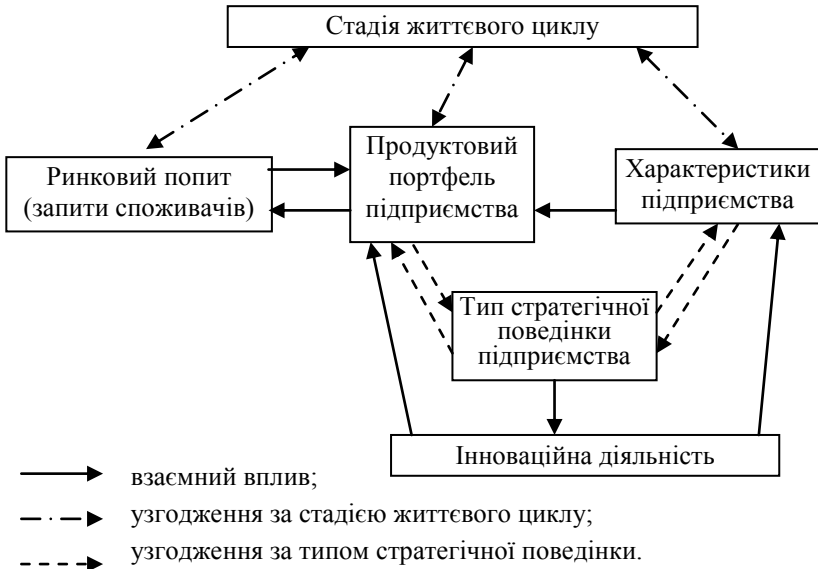 Стадія життєвого циклу
Ринковий попит
(запити споживачів)
Продуктовий
портфель
підприємства
Характеристики
підприємства
Тип стратегічної
поведінки
підприємства
Інноваційна діяльність
взаємний вплив;
узгодження за стадією життєвого циклу;
узгодження за типом стратегічної поведінки.